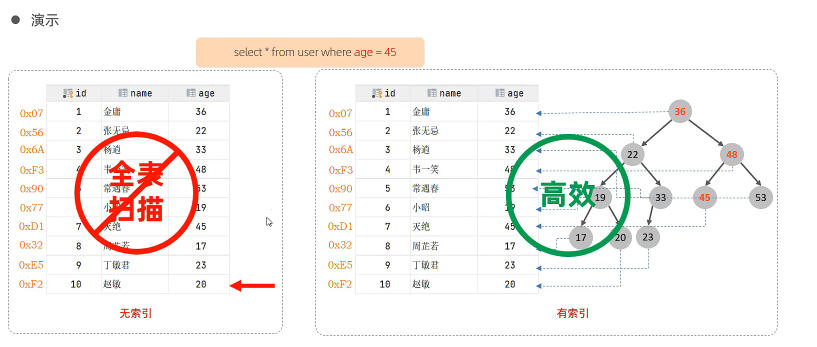 演示
select * from user where age = 45
id name age
0x07 1 金庸 36
0x56 2 张无忌 22
0x6A 3 杨逍 33
0xF3 4 韦一笑 48
0x90 5 常遇春 53
0x77 6 小昭 19
0xD1 7 灭绝 45
0x32 8 周芷若 17
0xE5 9 丁敏君 23
0xF2 10 赵敏 20
全表
扫描
无索引
id name age
0x07 1 金庸 36
0x56 2 张无忌 22
0x6A 3 杨逍 33
0xF3 4 韦一笑 48
0x90 5 常遇春 53
0x77 6 小昭 19
0xD1 7 灭绝 45
0x32 8 周芷若 17
0xE5 9 丁敏君 23
0xF2 10 赵敏 20
高效
36
22 48
19 33 45 53
17 20 23
有索引